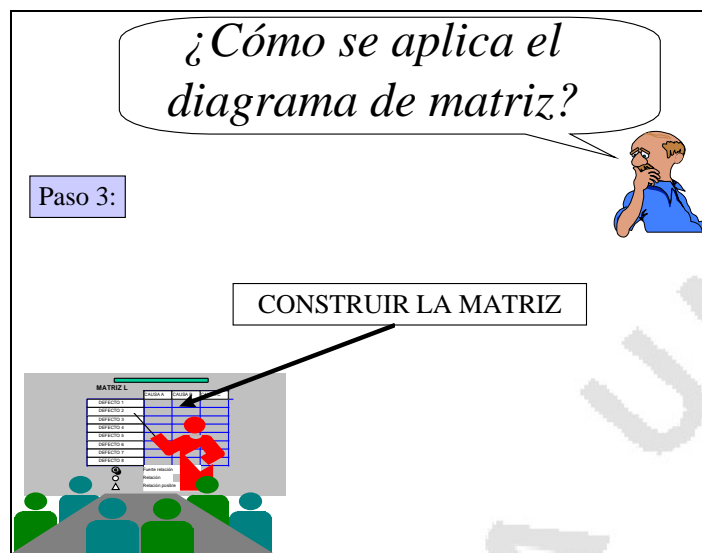 ¿Cómo se aplica el
diagrama de matriz?
Paso 3:
CONSTRUIR LA MATRIZ
MATRIZ L
CAUSA A
DEFECTO 1
DEFECTO 2
DEFECTO 3
DEFECTO 4
DEFECTO 5
DEFECTO 6
DEFECTO 7
DEFECTO 8
Fuerte relación
Relación
Relación posible